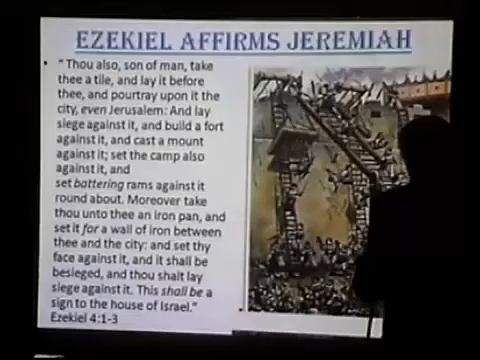 EZEKIEL AFFIRMS JEREMIAH
• " Thou also, son of man, take
thee a tile, and lay it before
thee, and pourtray upon it the
city, even Jerusalem: And lay
siege against it, and build a fort
against it, and cast a mount
against it; set the camp also
against it, and
set battering rams against it
round about. Moreover take
thou unto thee an iron pan, and
set it for a wall of iron between
thee and the city: and set thy
face against it, and it shall be
besieged, and thou shalt lay
siege against it. This shall be a
sign to the house of Israel."
Ezekiel 4:1-3